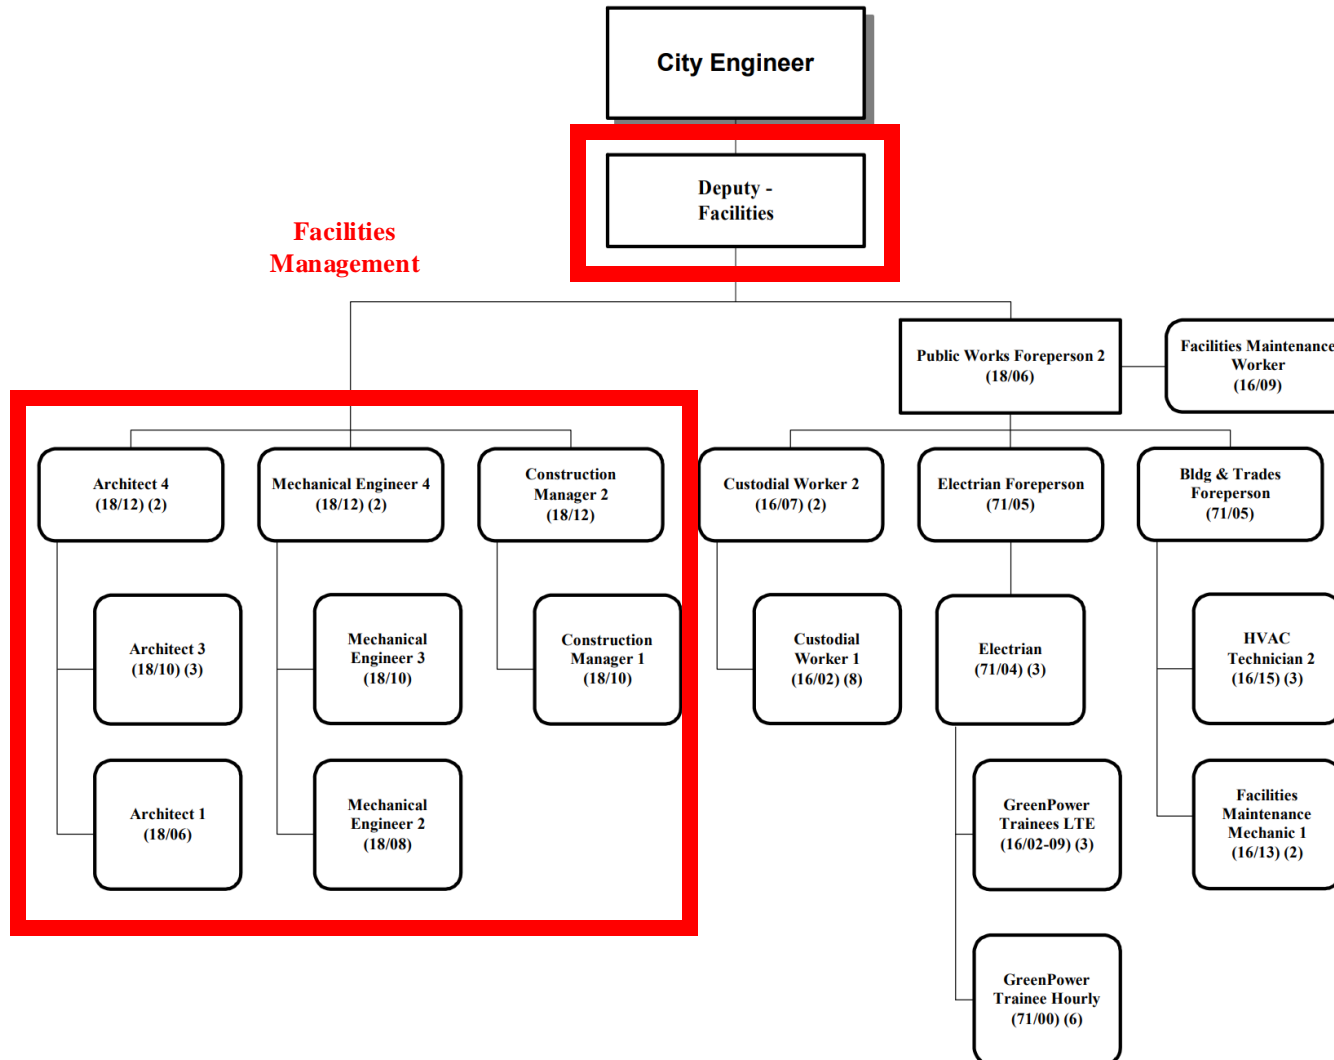 City Engineer
Deputy -
Facilities
Facilities
Management
Public Works Foreperson 2
(18/06)
Facilities Maintenance
Worker
(16/09)
Architect 4
(18/12) (2)
Mechanical Engineer 4
(18/12) (2)
Construction
Manager 2
(18/12)
Custodial Worker 2
(16/07) (2)
Electrian Foreperson
(71/05)
Bldg & Trades
Foreperson
(71/05)
Architect 3
(18/10) (3)
Mechanical
Engineer 3
(18/10)
Construction
Manager 1
(18/10)
Custodial
Worker 1
(16/02) (8)
Electrian
(71/04) (3)
HVAC
Technician 2
(16/15) (3)
Architect 1
(18/06)
Mechanical
Engineer 2
(18/08)
GreenPower
Trainees LTE
(16/02-09) (3)
Facilities
Maintenance
Mechanic 1
(16/13) (2)
GreenPower
Trainee Hourly
(71/00) (6)